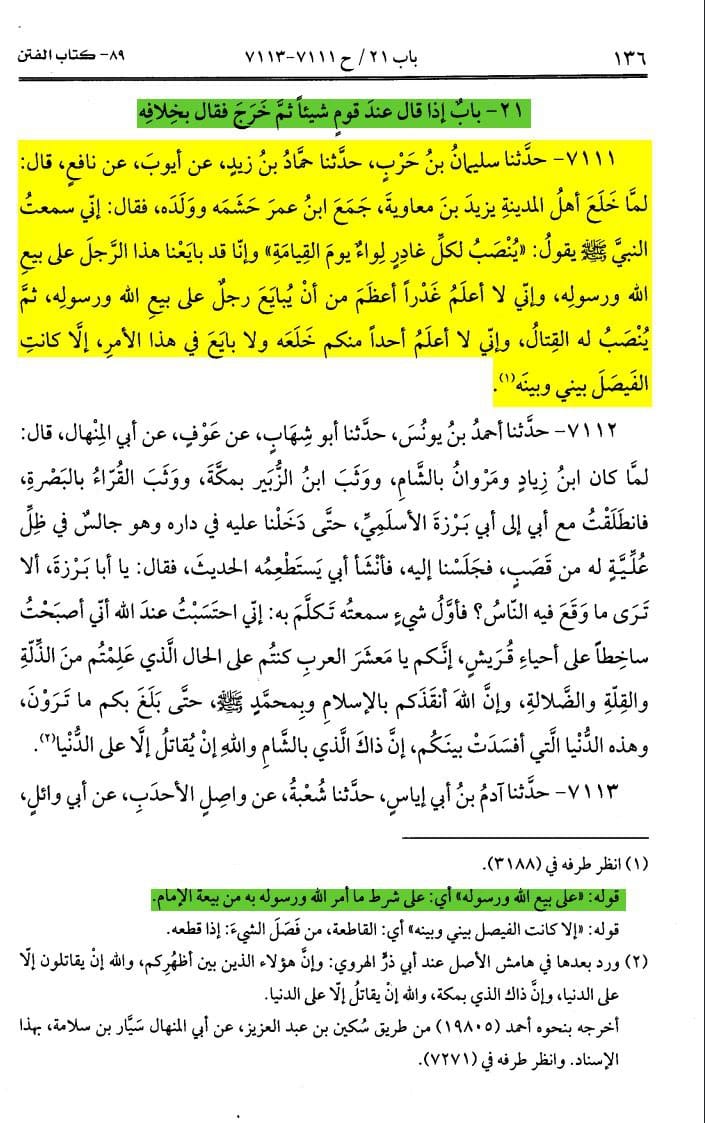 ١٣٦ باب ٢١ / ح ٧١١١-٧١١٣ ٨٩- كتاب الفتن
٢١- بابٌ إذا قال عندَ قومٍ شيئاً ثمَّ خَرَجَ فقال بخِلافِه
٧١١١- حدَّثنا سليمانُ بنُ حَرْبٍ، حدَّثنا حمَّادُ بنُ زيدٍ، عن أيوبَ، عن نافعٍ، قال:
لمَّا خَلَعَ أهلُ المدينةِ يزيدَ بنَ معاويةَ، جَمَعَ ابنُ عمرَ حَشَمَه ووَلَدَه، فقال: إنّي سمعتُ
النبيَّ ﷺ يقولُ: «يُنْصَبُ لكلِّ غادِرٍ لِواءٌ يومَ القِيامَةِ» وإنّا قد بايَعْنا هذا الرَّجلَ على بيعِ
الله ورسولِه، وإنّي لا أعلَمُ غَدْراً أعظَمَ من أنْ يُبايَعَ رجلٌ على بيعِ الله ورسولِه، ثمَّ
يُنْصَبُ له القِتالُ، وإنّي لا أعلَمُ أحداً منكم خَلَعَه ولا بايَعَ في هذا الأمرِ، إلَّا كانتِ
الفَيصَلَ بيني وبينَه(١).
٧١١٢- حدَّثنا أحمدُ بنُ يونُسَ، حدَّثنا أبو شِهَابٍ، عن عَوْفٍ، عن أبي المِنهال، قال:
لمَّا كان ابنُ زِيادٍ ومَرْوانُ بالشَّامِ، ووَثَبَ ابنُ الزُّبَير بمكَّةَ، ووَثَبَ القُرّاءُ بالبَصْرةِ،
فانطَلَقْتُ مع أبي إلى أبي بَرْزةَ الأسلَميِّ، حتَّى دَخَلْنا عليه في داره وهو جالسٌ في ظِلِّ
عُلِّيَّةٍ له من قَصَبٍ، فجَلَسْنا إليه، فأنْشَأ أبي يَستَطْعِمُه الحديثَ، فقال: يا أبا بَرْزةَ، ألا
تَرَى ما وَقَعَ فيه النّاسُ؟ فأوَّلُ شيءٍ سمعتُه تَكلَّمَ به: إنّي احتَسَبْتُ عندَ الله أنّي أصبَحْتُ
ساخِطاً على أحياءِ قُرَيشٍ، إنَّكم يا مَعشَرَ العربِ كنتُم على الحال الَّذي عَلِمْتُم منَ الذِّلّةِ
والقِلّةِ والضَّلالةِ، وإنَّ اللهَ أنقَذَكم بالإسلامِ وبِمحمَّدٍ ﷺ، حتَّى بَلَغَ بكم ما تَرَوْنَ،
وهذه الدُّنْيا الَّتي أفسَدَتْ بينَكُم، إنَّ ذاكَ الَّذي بالشَّامِ واللهِ إنْ يُقاتلُ إلَّا على الدُّنْيا(٢).
٧١١٣- حدَّثنا آدمُ بنُ أبي إياسٍ، حدَّثنا شُعْبةُ، عن واصِلٍ الأحدَبِ، عن أبي وائلٍ،
(١) انظر طرفه في (٣١٨٨).
قوله: «على بيع الله ورسوله» أي: على شرط ما أمر الله ورسوله به من بيعة الإمام.
قوله: «إلا كانت الفيصل بيني وبينه» أي: القاطعة، من فَصَلَ الشيءَ: إذا قطعه.
(٢) ورد بعدها في هامش الأصل عند أبي ذرٍّ الهروي: وإنَّ هؤلاء الذين بين أظهُركم، والله إنْ يقاتلون إلّا
على الدنيا، وإنَّ ذاك الذي بمكة، والله إنْ يقاتلُ إلّا على الدنيا.
أخرجه بنحوه أحمد (١٩٨٠٥) من طريق سُكين بن عبد العزيز، عن أبي المنهال سَيَّار بن سلامة، بهذا
الإسناد. وانظر طرفه في (٧٢٧١).